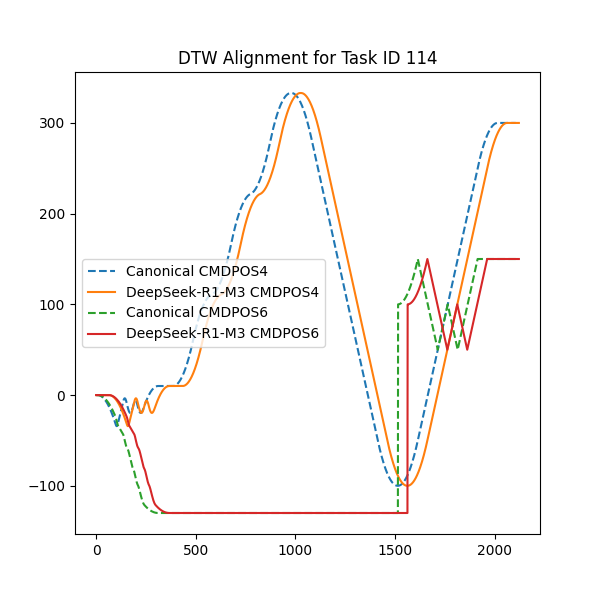 DTW Alignment for Task ID 114
300
200
100
0
−100
Canonical CMDPOS4
DeepSeek-R1-M3 CMDPOS4
Canonical CMDPOS6
DeepSeek-R1-M3 CMDPOS6
0 500 1000 1500 2000